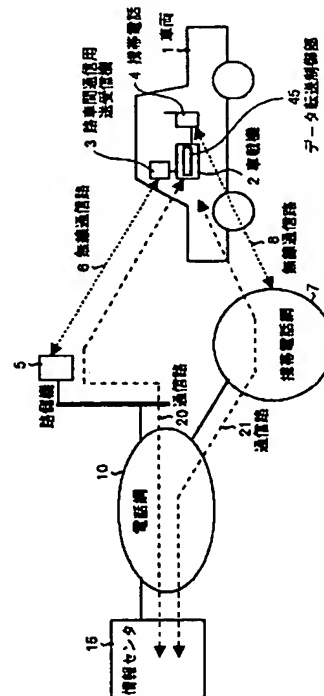 1 車両
4 携帯電話
3 路車間通信用
送受信機
45
データ転送制御部
2 車載機
6 無線通信路
8
無線通信路
5
路側機
7
携帯電話網
20 通信路
21
通信路
10
電話網
15
情報センタ